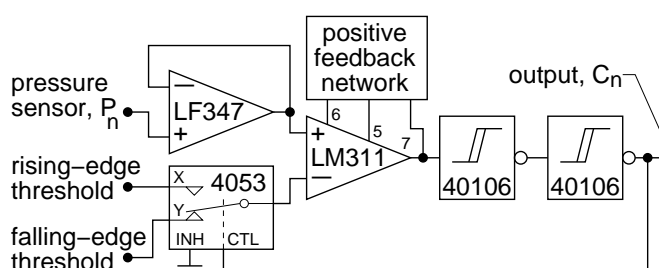 positive
feedback
network
pressure
sensor, Pn
− LF347
+
6
5
7
+
LM311
−
output, Cn
40106
40106
rising−edge
threshold
X
4053
Y
INH
CTL
falling−edge
threshold